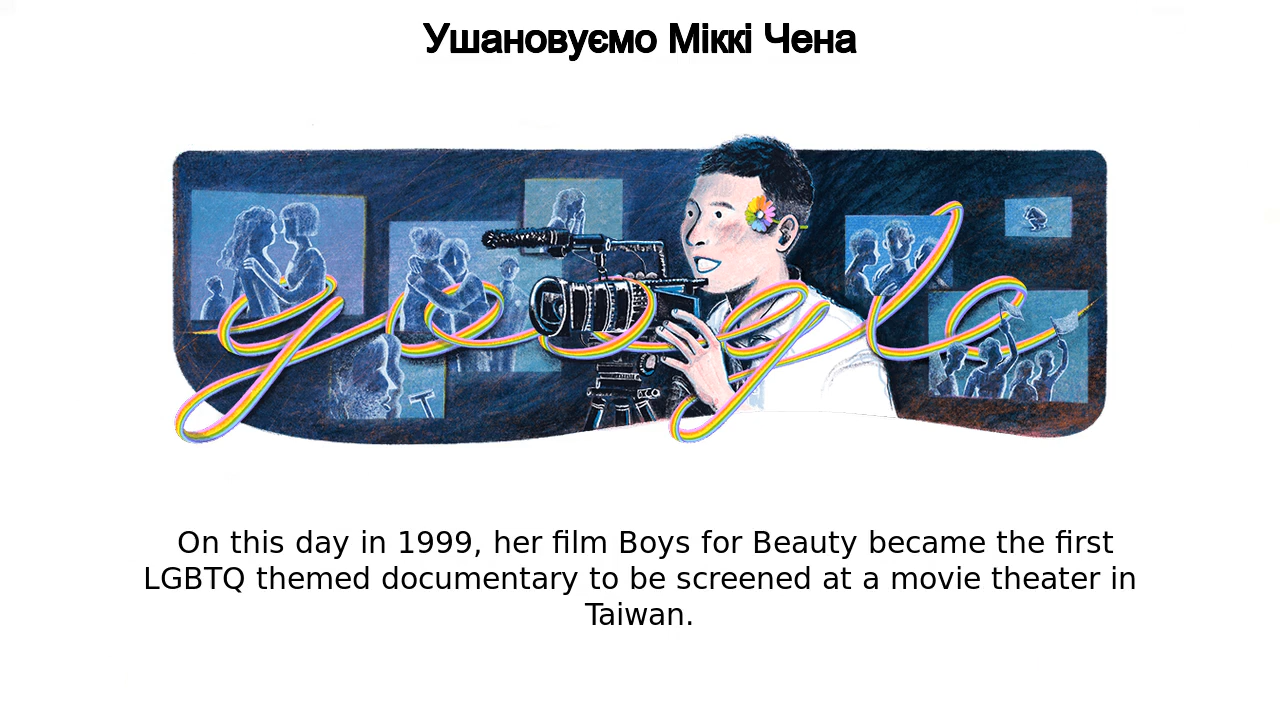 Ушановуємо Міккі Чена
google
On this day in 1999, her film Boys for Beauty became the first
LGBTQ themed documentary to be screened at a movie theater in
Taiwan.